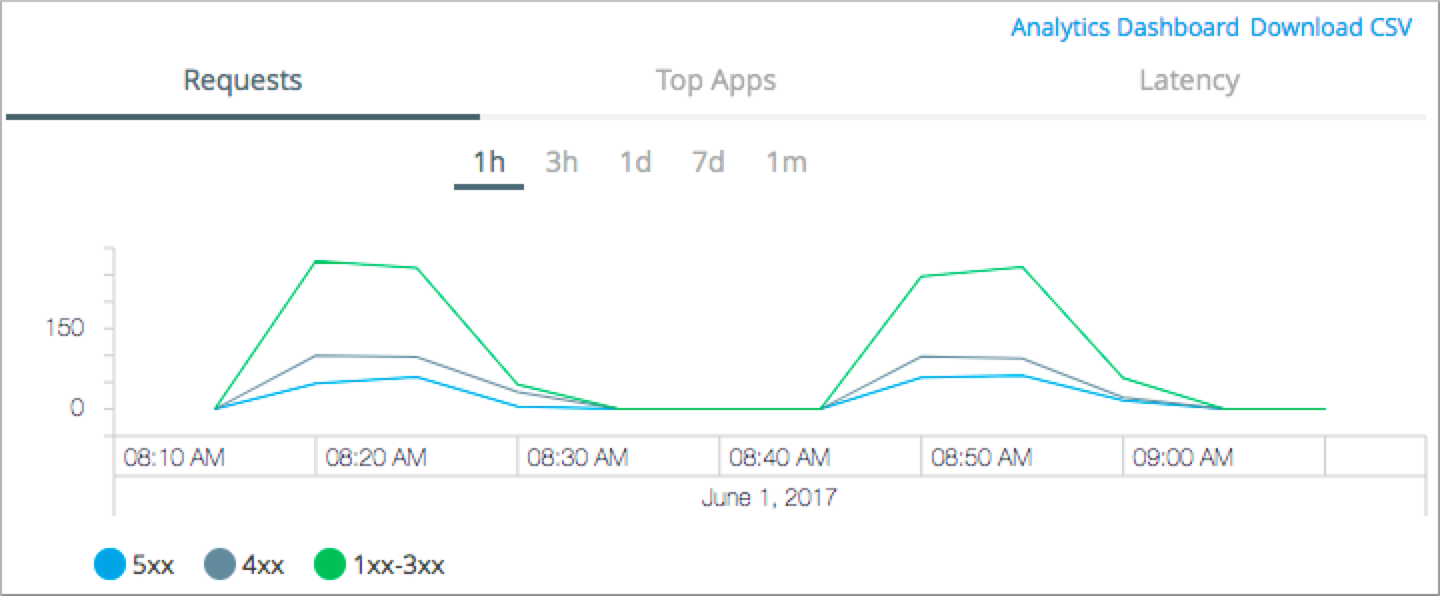 Analytics Dashboard Download CSV
Requests Top Apps Latency
1h 3h 1d 7d 1m
150
0
08:10 AM 08:20 AM 08:30 AM 08:40 AM 08:50 AM 09:00 AM
June 1, 2017
5xx 4xx 1xx-3xx